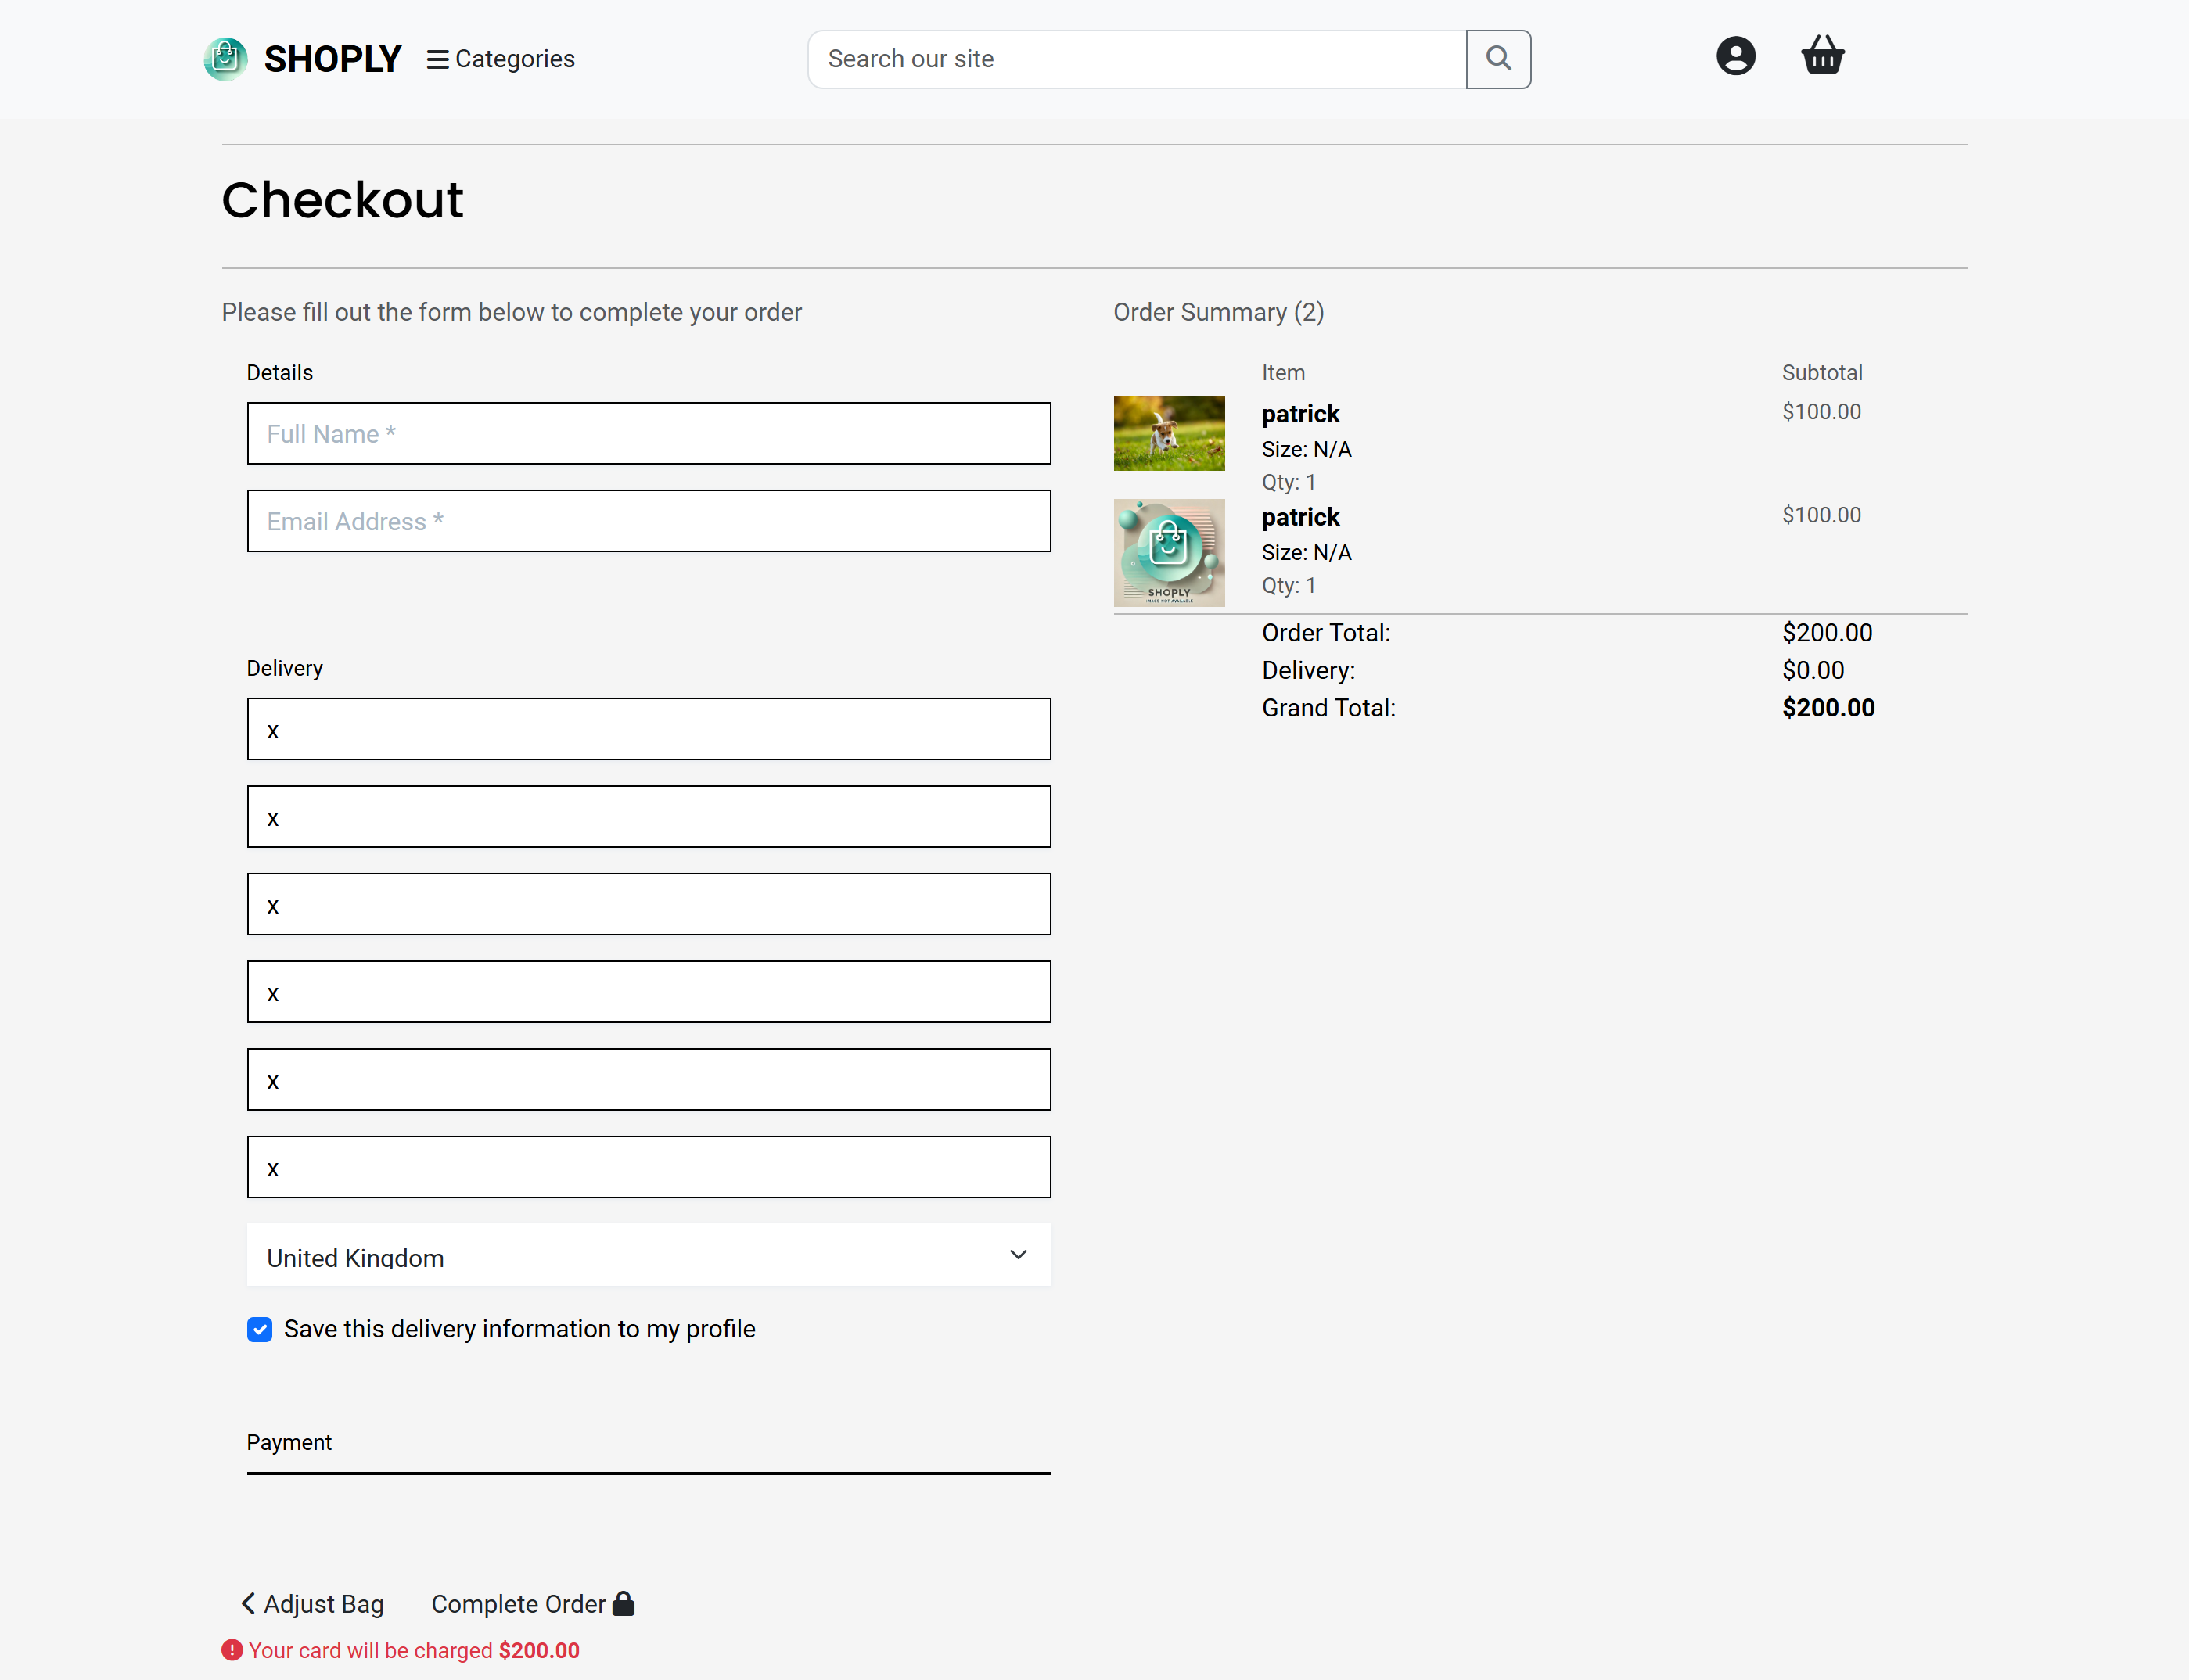 SHOPLY
Categories
Search our site
Checkout
Please fill out the form below to complete your order
Details
Full Name *
Email Address *
Delivery
x
x
x
x
x
x
United Kingdom
Save this delivery information to my profile
Payment
Adjust Bag
Complete Order
Your card will be charged $200.00
Order Summary (2)
Item Subtotal
patrick $100.00
Size: N/A
Qty: 1
SHOPLY
IMAGE NOT AVAILABLE
patrick $100.00
Size: N/A
Qty: 1
Order Total: $200.00
Delivery: $0.00
Grand Total: $200.00